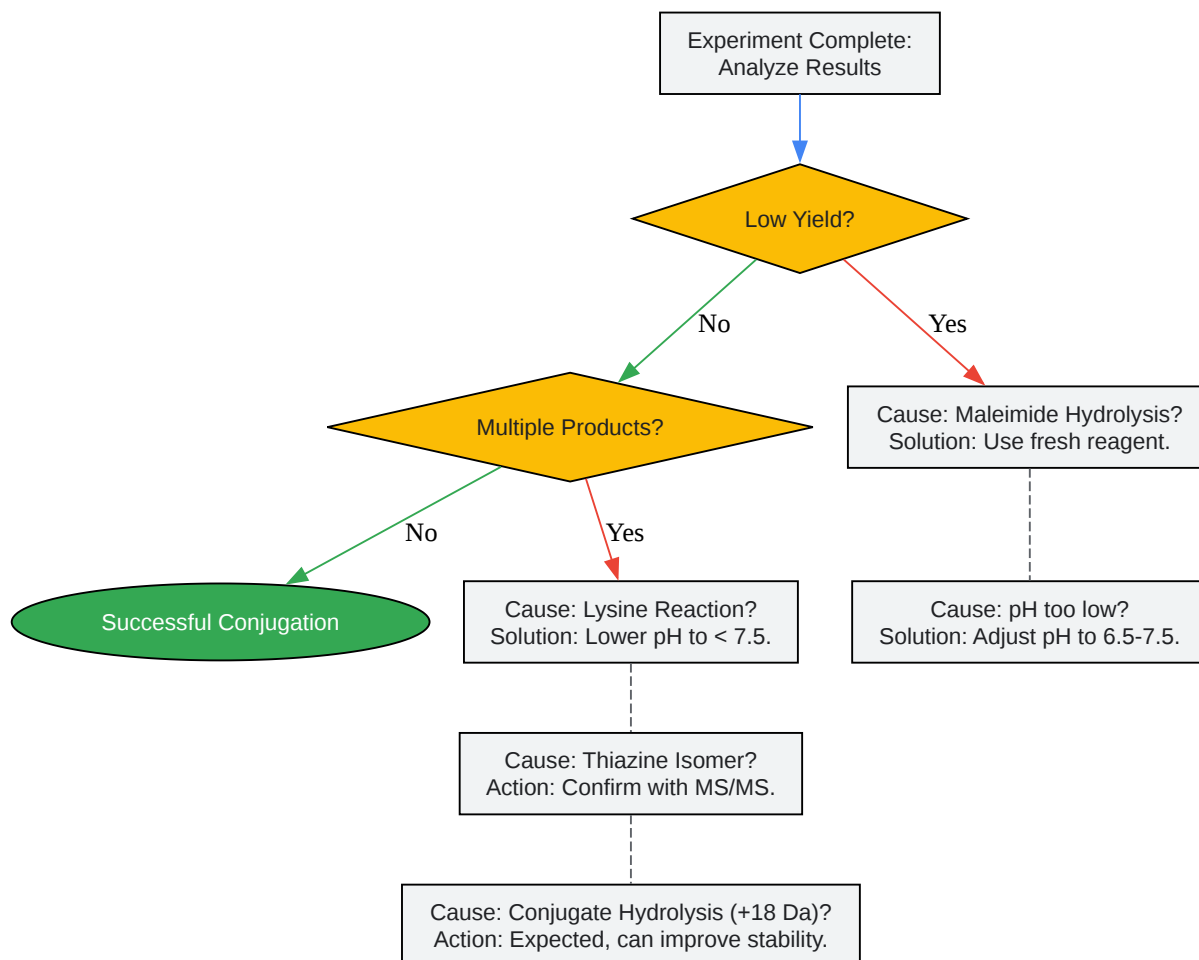 Experiment Complete:
Analyze Results
Low Yield?
No
Yes
Multiple Products?
Cause: Maleimide Hydrolysis?
Solution: Use fresh reagent.
No
Yes
Successful Conjugation
Cause: Lysine Reaction?
Solution: Lower pH to < 7.5.
Cause: pH too low?
Solution: Adjust pH to 6.5-7.5.
Cause: Thiazine Isomer?
Action: Confirm with MS/MS.
Cause: Conjugate Hydrolysis (+18 Da)?
Action: Expected, can improve stability.